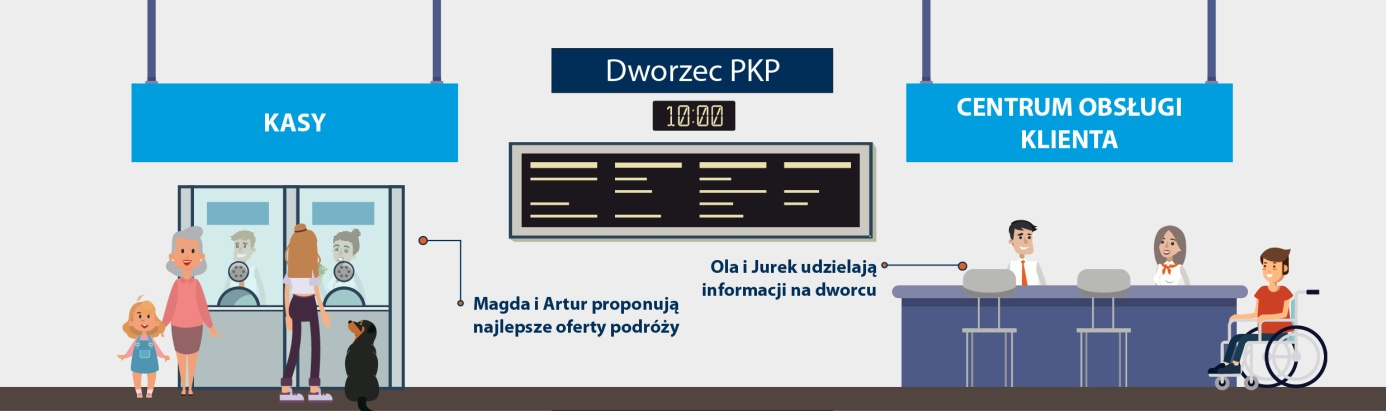 Dworzec PKP
10:00
KASY
CENTRUM OBSŁUGI
KLIENTA
Magda i Artur proponują
najlepsze oferty podróży
Ola i Jurek udzielają
informacji na dworcu